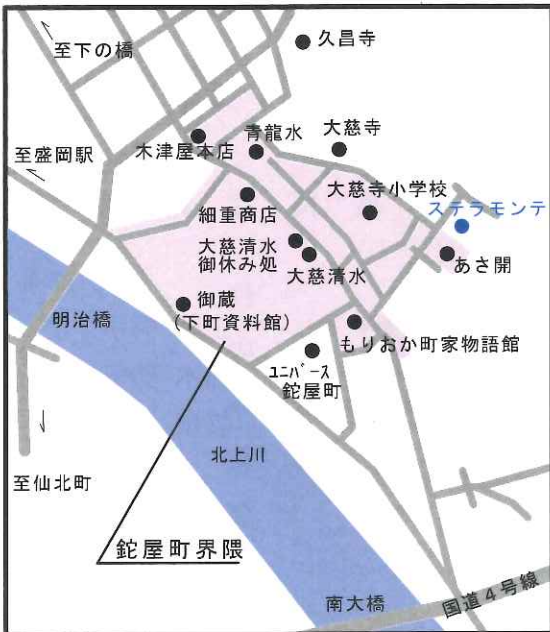 至下の橋
久昌寺
木津屋本店
青龍水
大慈寺
至盛岡駅
大慈寺小学校
細重商店
ステラモンテ
大慈清水
御休み処
大慈清水
あさ開
御蔵
(下町資料館)
明治橋
もりおか町家物語館
ユニバース
鉈屋町
北上川
至仙北町
鉈屋町界隈
南大橋
国道4号線